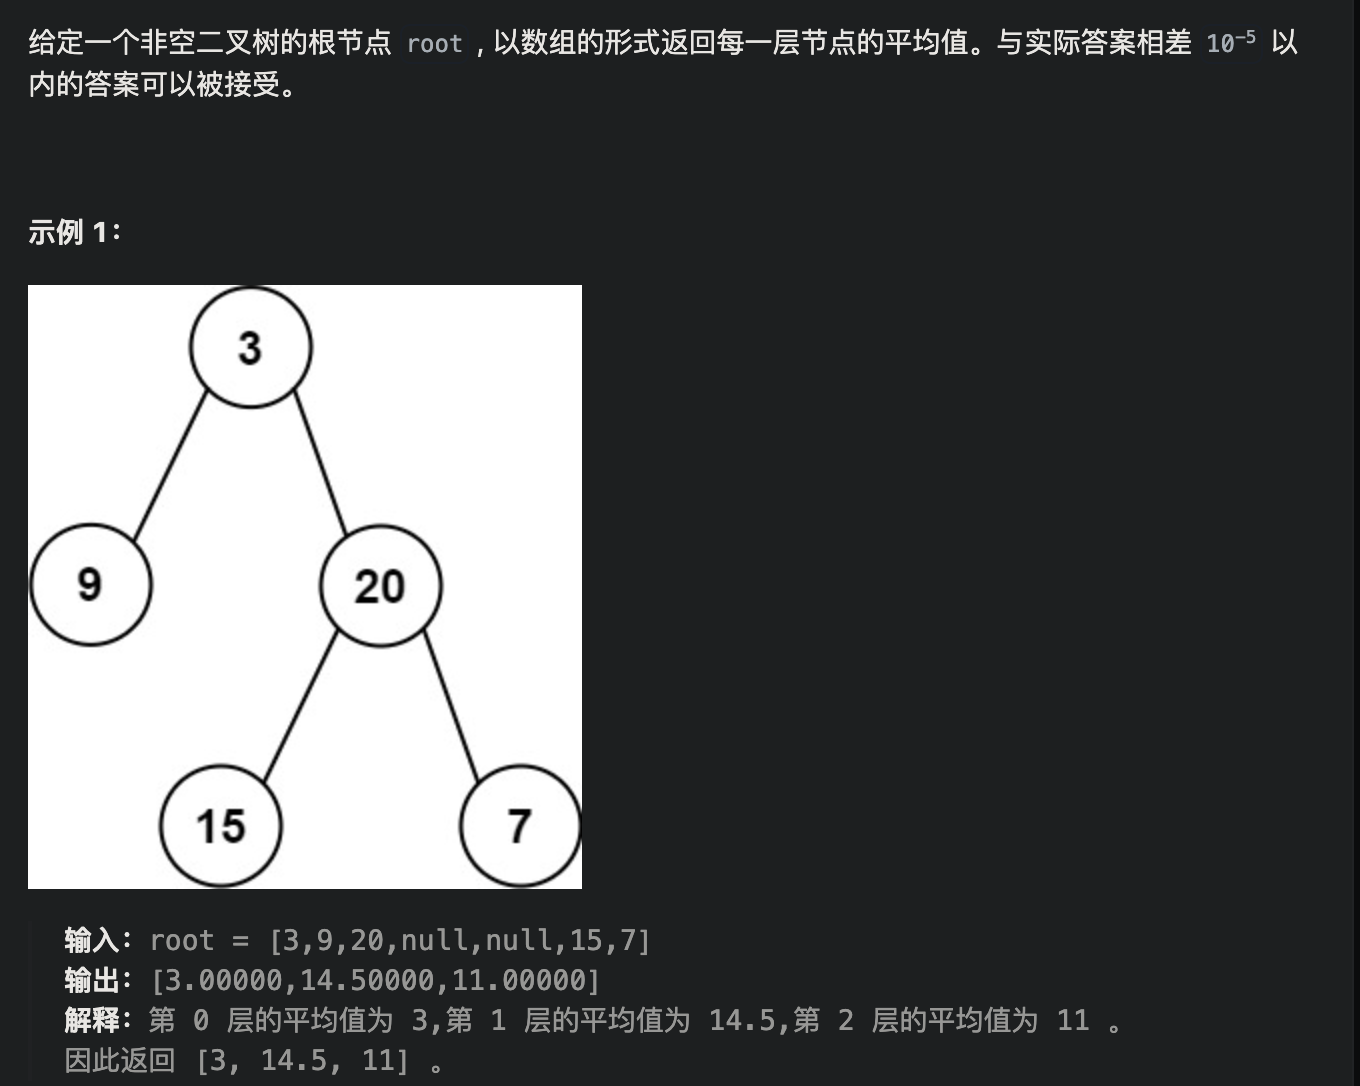 给定一个非空二叉树的根节点 root , 以数组的形式返回每一层节点的平均值。与实际答案相差 10⁻⁵ 以
内的答案可以被接受。
示例 1：
3
9
20
15
7
输入：root = [3,9,20,null,null,15,7]
输出：[3.00000,14.50000,11.00000]
解释：第 0 层的平均值为 3,第 1 层的平均值为 14.5,第 2 层的平均值为 11 。
因此返回 [3, 14.5, 11] 。